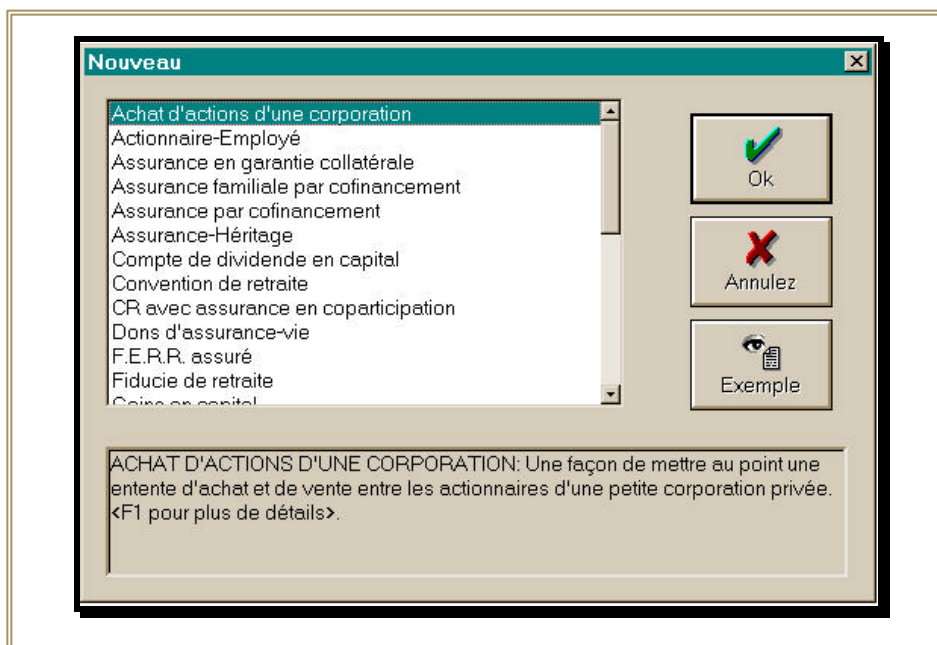 Nouveau
Achat d'actions d'une corporation
Actionnaire-Employé
Assurance en garantie collatérale
Assurance familiale par cofinancement
Assurance par cofinancement
Assurance-Héritage
Compte de dividende en capital
Convention de retraite
CR avec assurance en coparticipation
Dons d'assurance-vie
F.E.R.R. assuré
Fiducie de retraite
Gains en capital
Ok
Annulez
Exemple
ACHAT D'ACTIONS D'UNE CORPORATION: Une façon de mettre au point une
entente d'achat et de vente entre les actionnaires d'une petite corporation privée.
<F1 pour plus de détails>.